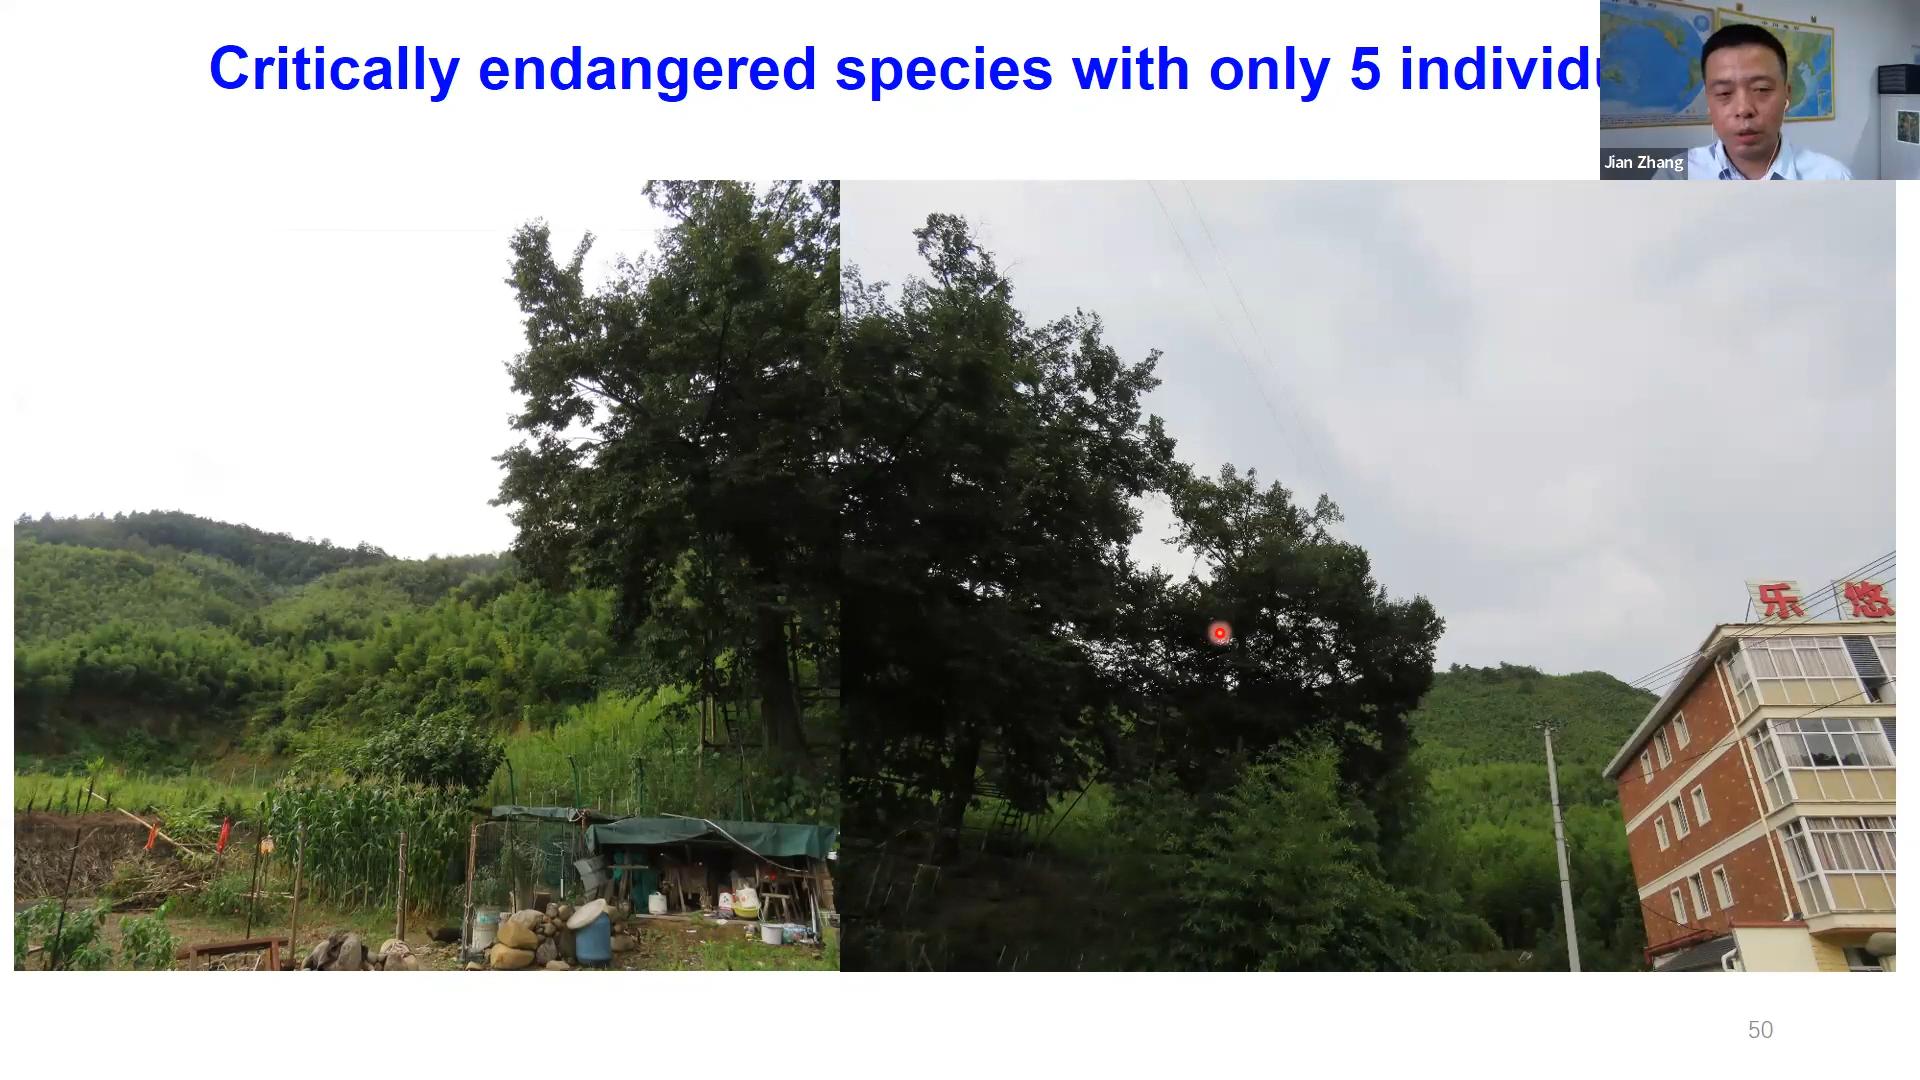 Critically endangered species with only 5 individu
Jian Zhang
乐 悠
50